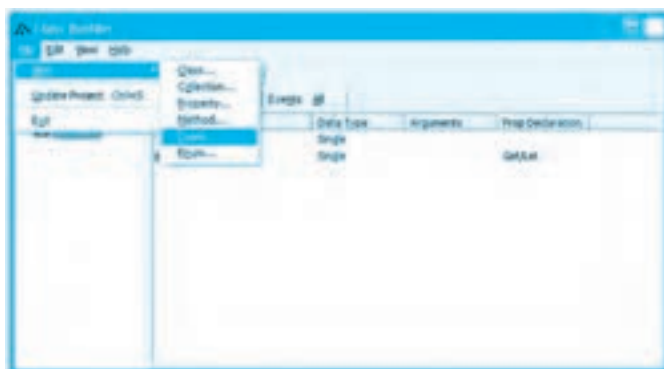 Class Builder
File Edit View Help
New
Class...
Collection...
Update Project Ctrl+S
Property...
Events All
Exit
Method...
Data Type Arguments Prop Declaration
Event...
Single
Enum...
Single Get/Let